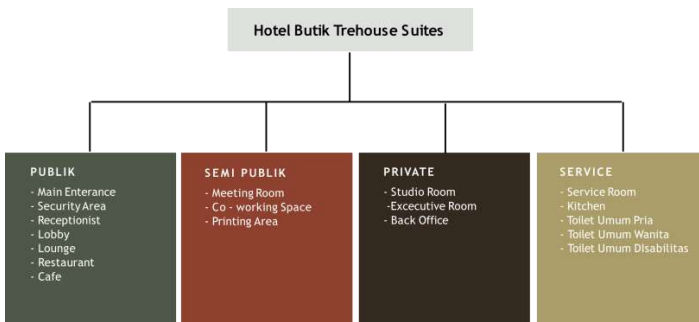 Hotel Butik Trehouse Suites
PUBLIK
- Main Enterance
- Security Area
- Receptionist
- Lobby
- Lounge
- Restaurant
- Cafe
SEMI PUBLIK
- Meeting Room
- Co - working Space
- Printing Area
PRIVATE
- Studio Room
-Excecutive Room
- Back Office
SERVICE
- Service Room
- Kitchen
- Toilet Umum Pria
- Toilet Umum Wanita
- Toilet Umum Disabilitas